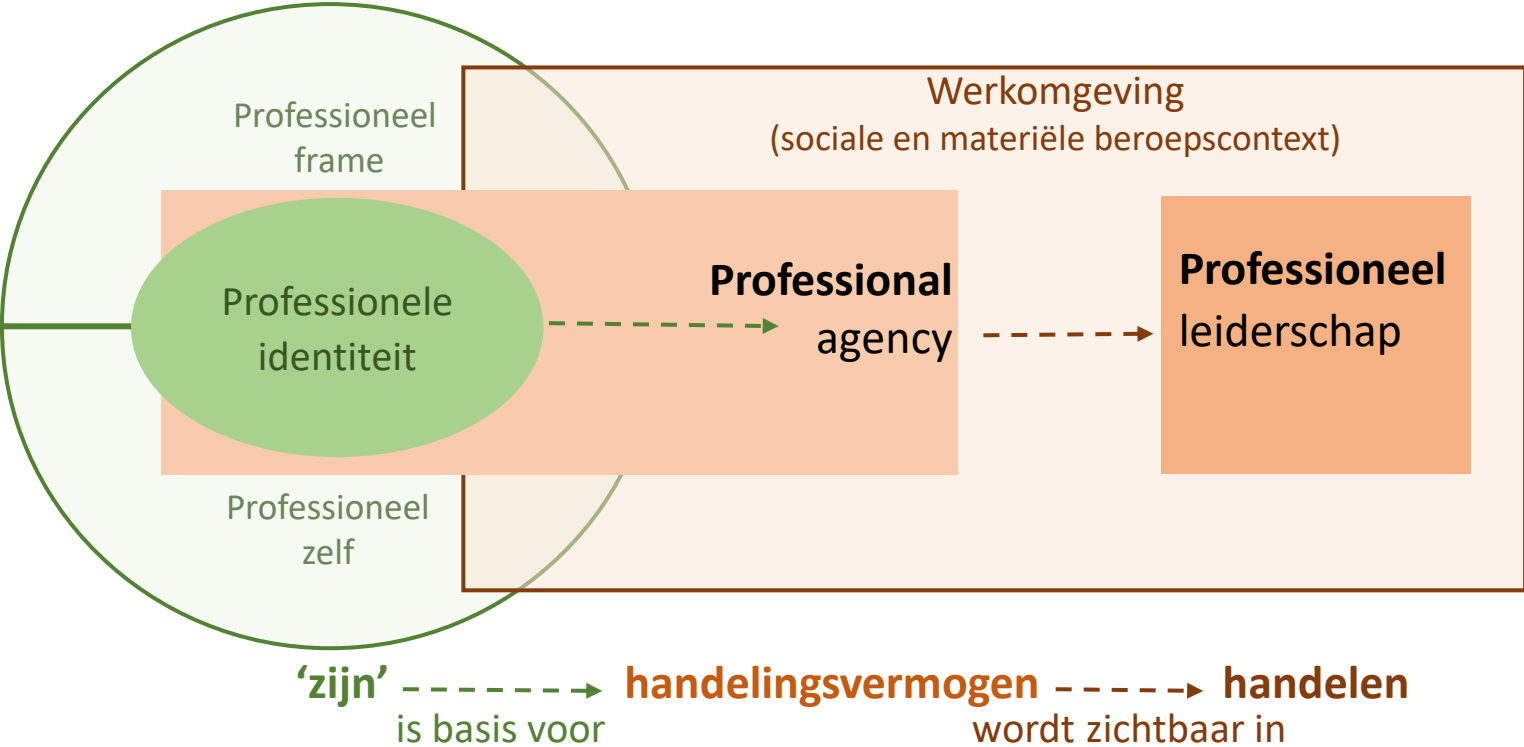 Professioneel
frame
Werkomgeving
(sociale en materiële beroepscontext)
Professionele
identiteit
Professional
agency
Professioneel
leiderschap
Professioneel
zelf
‘zijn’ handelingsvermogen handelen
is basis voor wordt zichtbaar in